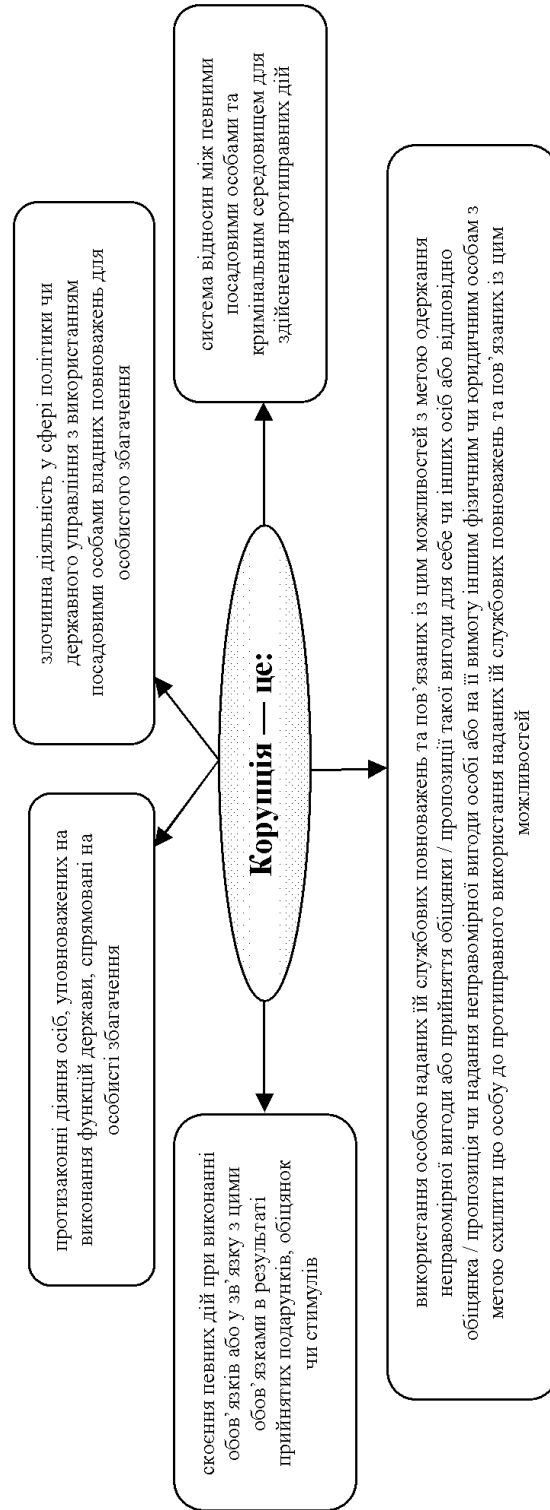 протизаконні діяння осіб, уповноважених на
виконання функцій держави, спрямовані на
особисті збагачення
злочинна діяльність у сфері політики чи
державного управління з використанням
посадовими особами владних повноважень для
особистого збагачення
скоєння певних дій при виконанні
обов’язків або у зв’язку з цими
обов’язками в результаті
прийнятих подарунків, обіцянок
чи стимулів
Корупція — це:
система відносин між певними
посадовими особами та
кримінальним середовищем для
здійснення протиправних дій
використання особою наданих їй службових повноважень та пов’язаних із цим можливостей з метою одержання
неправомірної вигоди або прийняття обіцянки / пропозиції такої вигоди для себе чи інших осіб або відповідно
обіцянка / пропозиція чи надання неправомірної вигоди особі або на її вимогу іншим фізичним чи юридичним особам з
метою схилити цю особу до протиправного використання наданих їй службових повноважень та пов’язаних із цим
можливостей